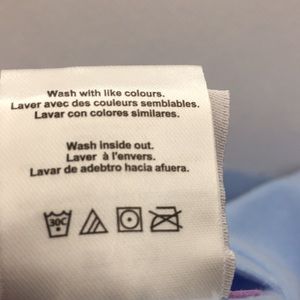 Wash with like colours.
Laver avec des couleurs semblables.
Lavar con colores similares.
Wash inside out.
Laver à l'envers.
Lavar de adebtro hacia afuera.
30C